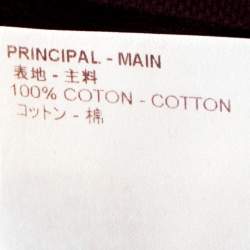 PRINCIPAL - MAIN
表地 - 主料
100% COTON - COTTON
コットン - 棉